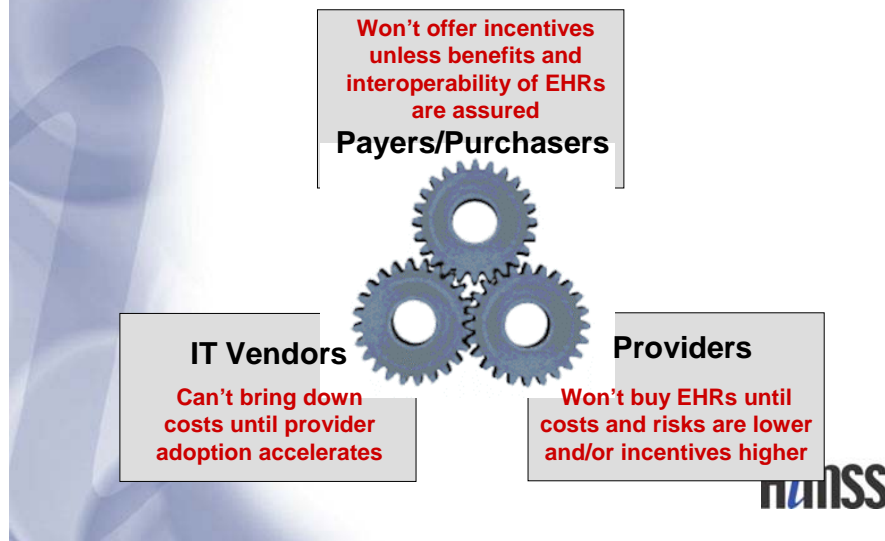 Won’t offer incentives
unless benefits and
interoperability of EHRs
are assured
Payers/Purchasers
IT Vendors
Can’t bring down
costs until provider
adoption accelerates
Providers
Won’t buy EHRs until
costs and risks are lower
and/or incentives higher
HIMSS